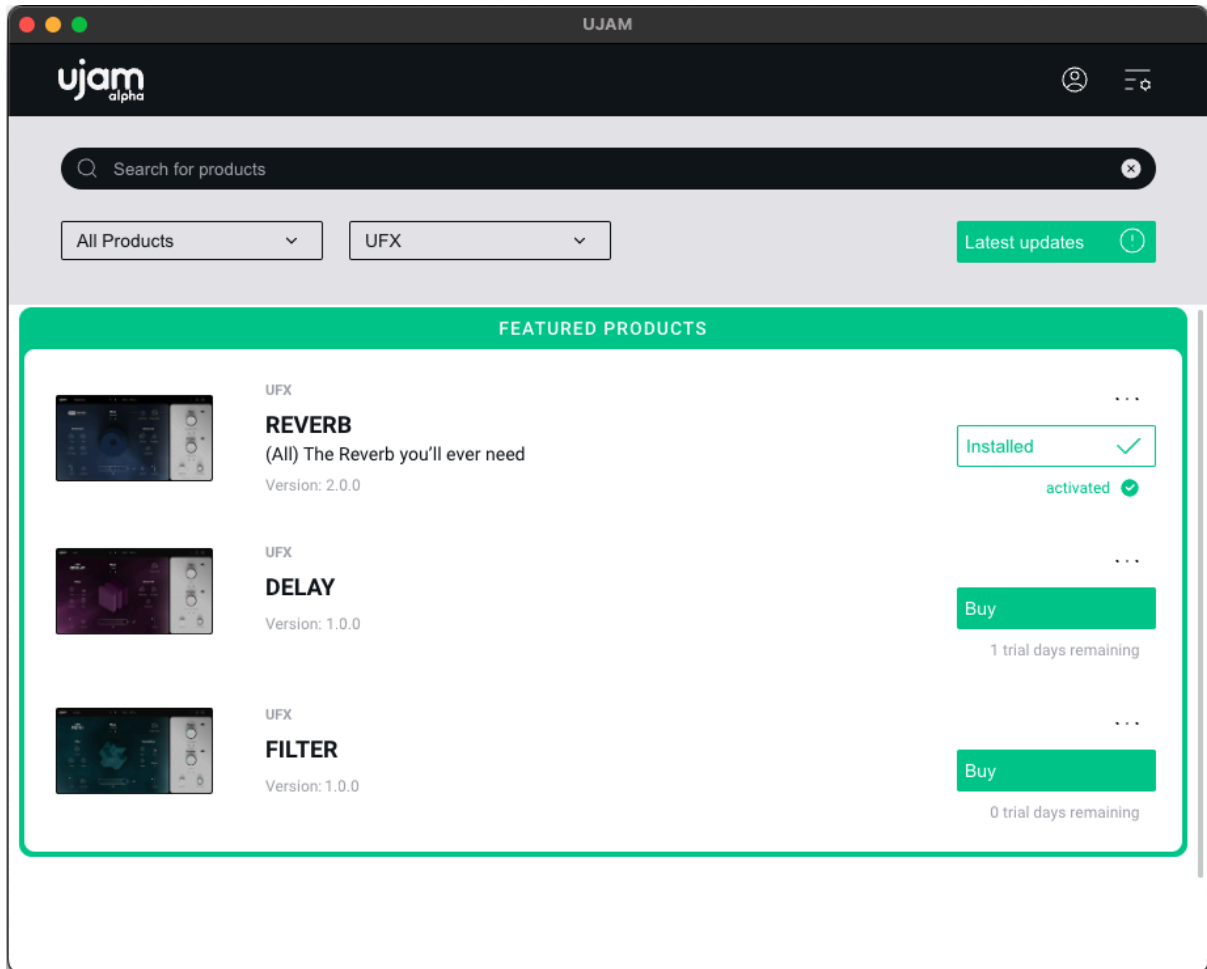 UJAM
ujam
alpha
Search for products
All Products
UFX
Latest updates
FEATURED PRODUCTS
UFX
REVERB
(All) The Reverb you'll ever need
Version: 2.0.0
...
Installed
activated
UFX
DELAY
Version: 1.0.0
...
Buy
1 trial days remaining
UFX
FILTER
Version: 1.0.0
...
Buy
0 trial days remaining